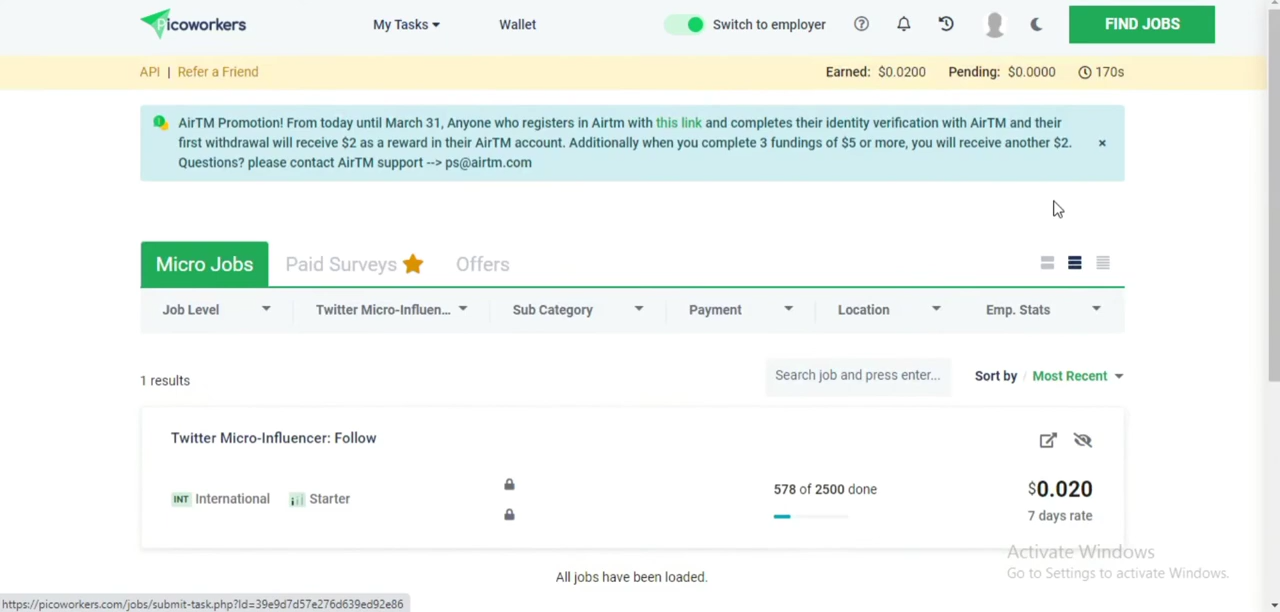 Picoworkers
My Tasks
Wallet
Switch to employer
FIND JOBS
API | Refer a Friend
Earned: $0.0200 Pending: $0.0000 170s
AirTM Promotion! From today until March 31, Anyone who registers in Airtm with this link and completes their identity verification with AirTM and their
first withdrawal will receive $2 as a reward in their AirTM account. Additionally when you complete 3 fundings of $5 or more, you will receive another $2.
Questions? please contact AirTM support --> ps@airtm.com
Micro Jobs
Paid Surveys
Offers
Job Level
Twitter Micro-Influen...
Sub Category
Payment
Location
Emp. Stats
1 results
Search job and press enter...
Sort by / Most Recent
Twitter Micro-Influencer: Follow
INT International
Starter
578 of 2500 done
$0.020
7 days rate
All jobs have been loaded.
Activate Windows
Go to Settings to activate Windows.
https://picoworkers.com/jobs/submit-task.php?Id=39e9d7d57e276d639ed92e86